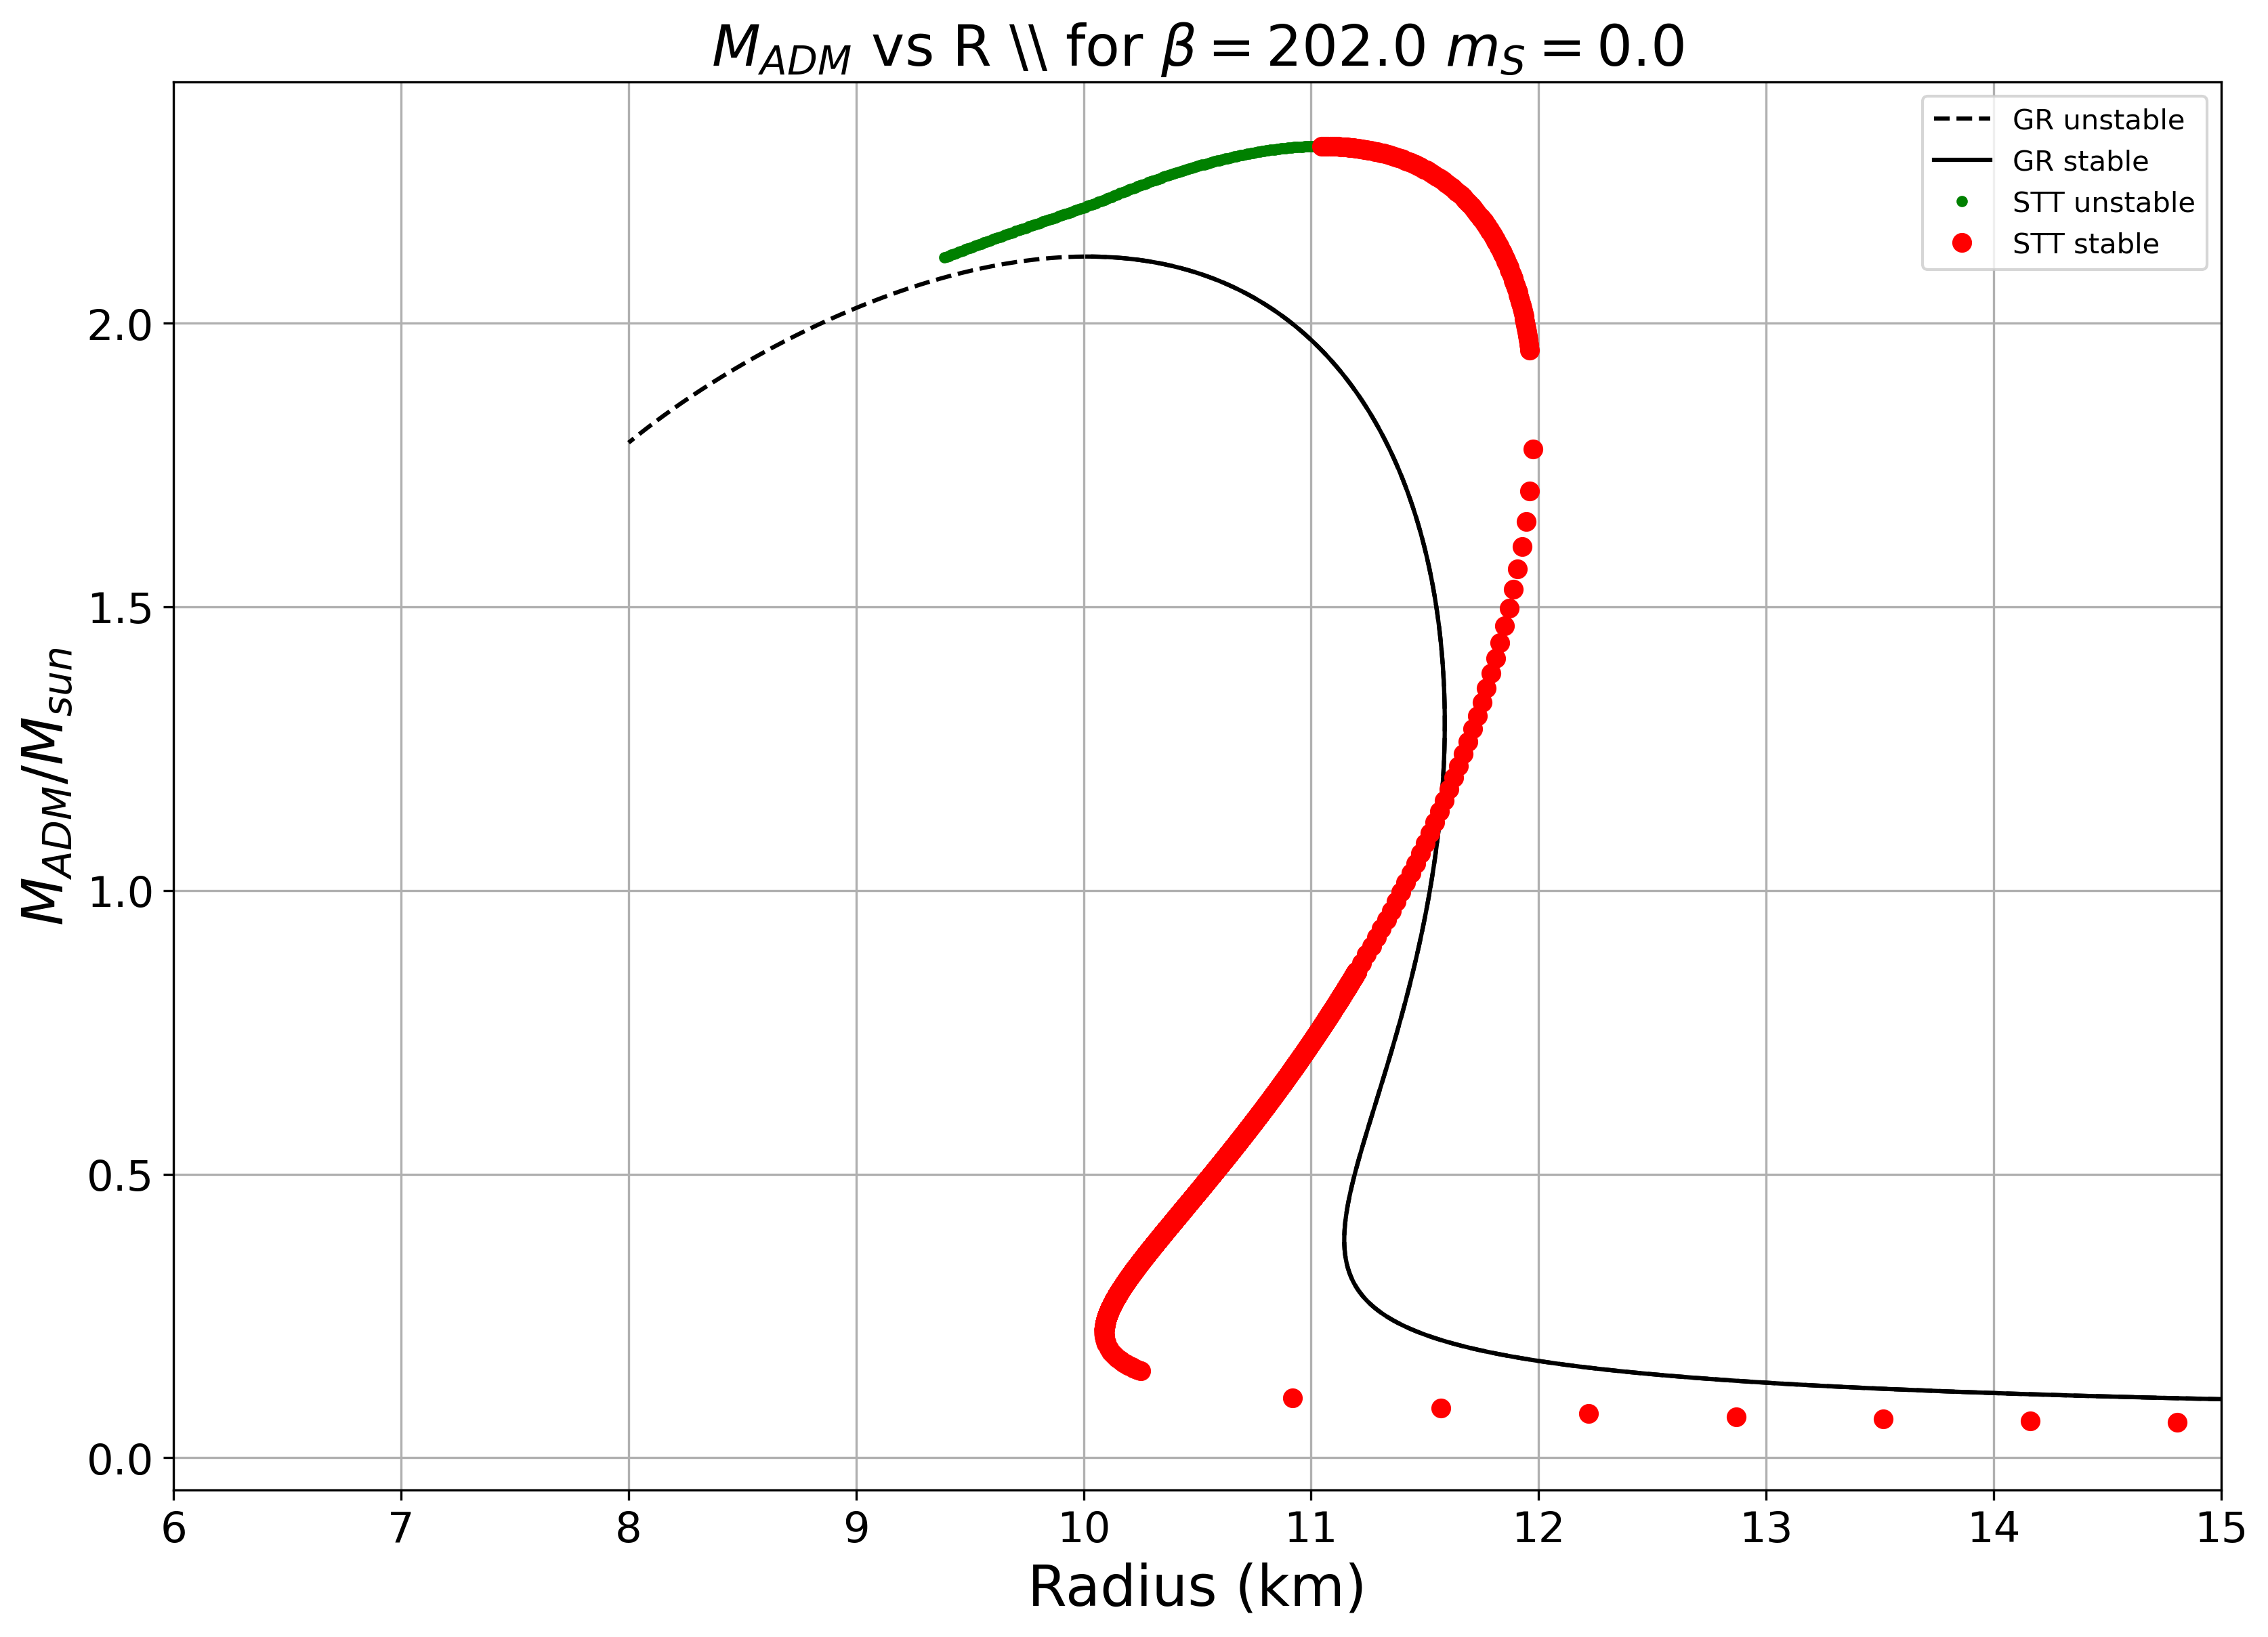 M_ADM vs R \\ for β = 202.0 m_S = 0.0
GR unstable
GR stable
STT unstable
STT stable
M_ADM/M_sun
2.0
1.5
1.0
0.5
0.0
6 7 8 9 10 11 12 13 14 15
Radius (km)